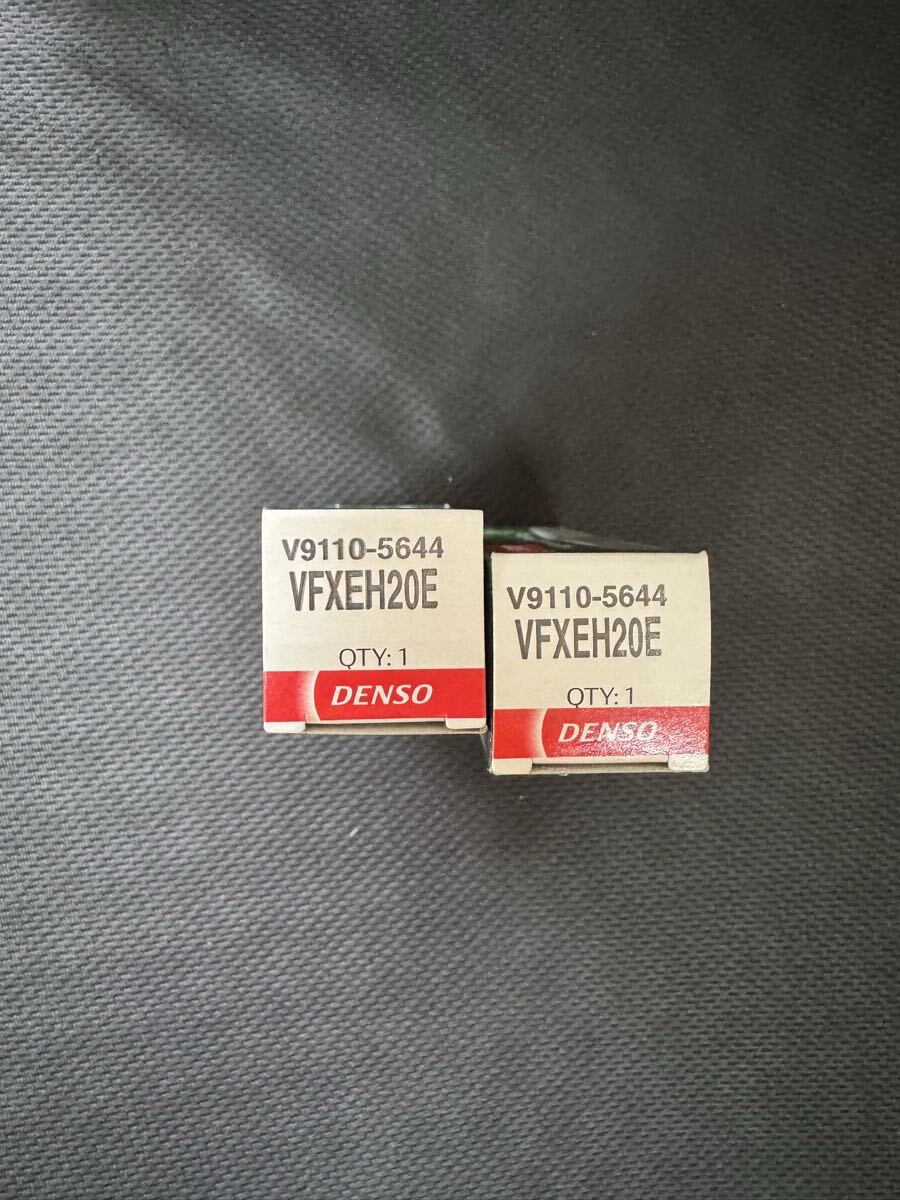 V9110-5644
VFXEH20E
QTY: 1
DENSO
V9110-5644
VFXEH20E
QTY: 1
DENSO